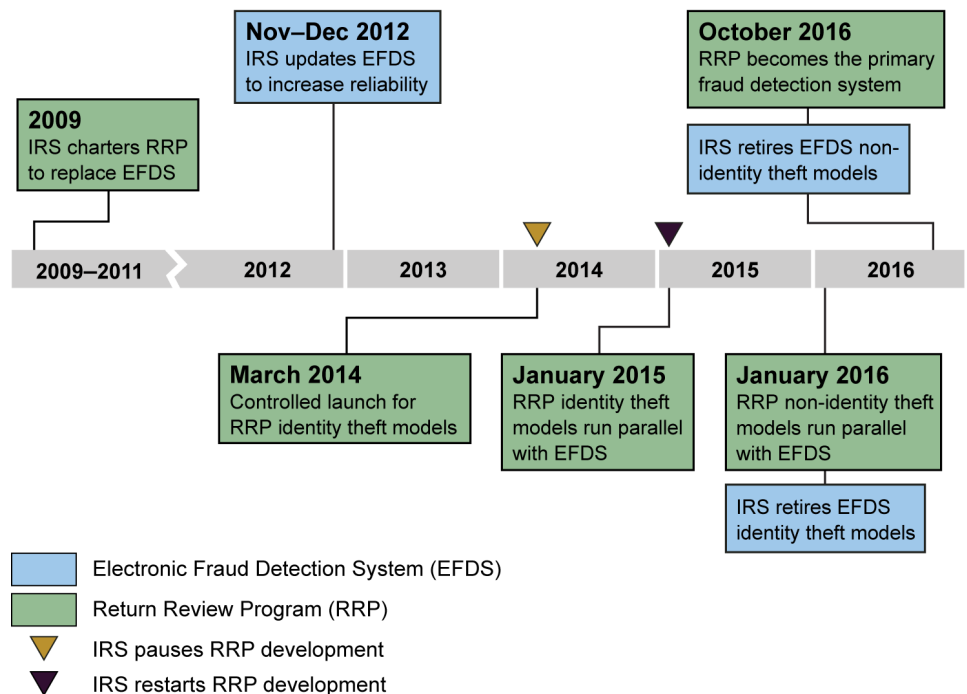 Nov–Dec 2012
IRS updates EFDS
to increase reliability
October 2016
RRP becomes the primary
fraud detection system
2009
IRS charters RRP
to replace EFDS
IRS retires EFDS non-
identity theft models
2009–2011
2012
2013
2014
2015
2016
March 2014
Controlled launch for
RRP identity theft models
January 2015
RRP identity theft
models run parallel
with EFDS
January 2016
RRP non-identity theft
models run parallel
with EFDS
IRS retires EFDS
identity theft models
Electronic Fraud Detection System (EFDS)
Return Review Program (RRP)
IRS pauses RRP development
IRS restarts RRP development